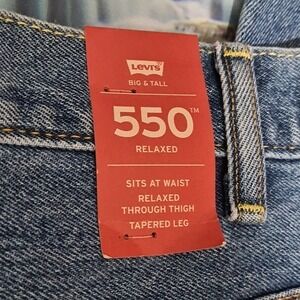 Levi's
BIG & TALL
550™
RELAXED
SITS AT WAIST
RELAXED
THROUGH THIGH
TAPERED LEG